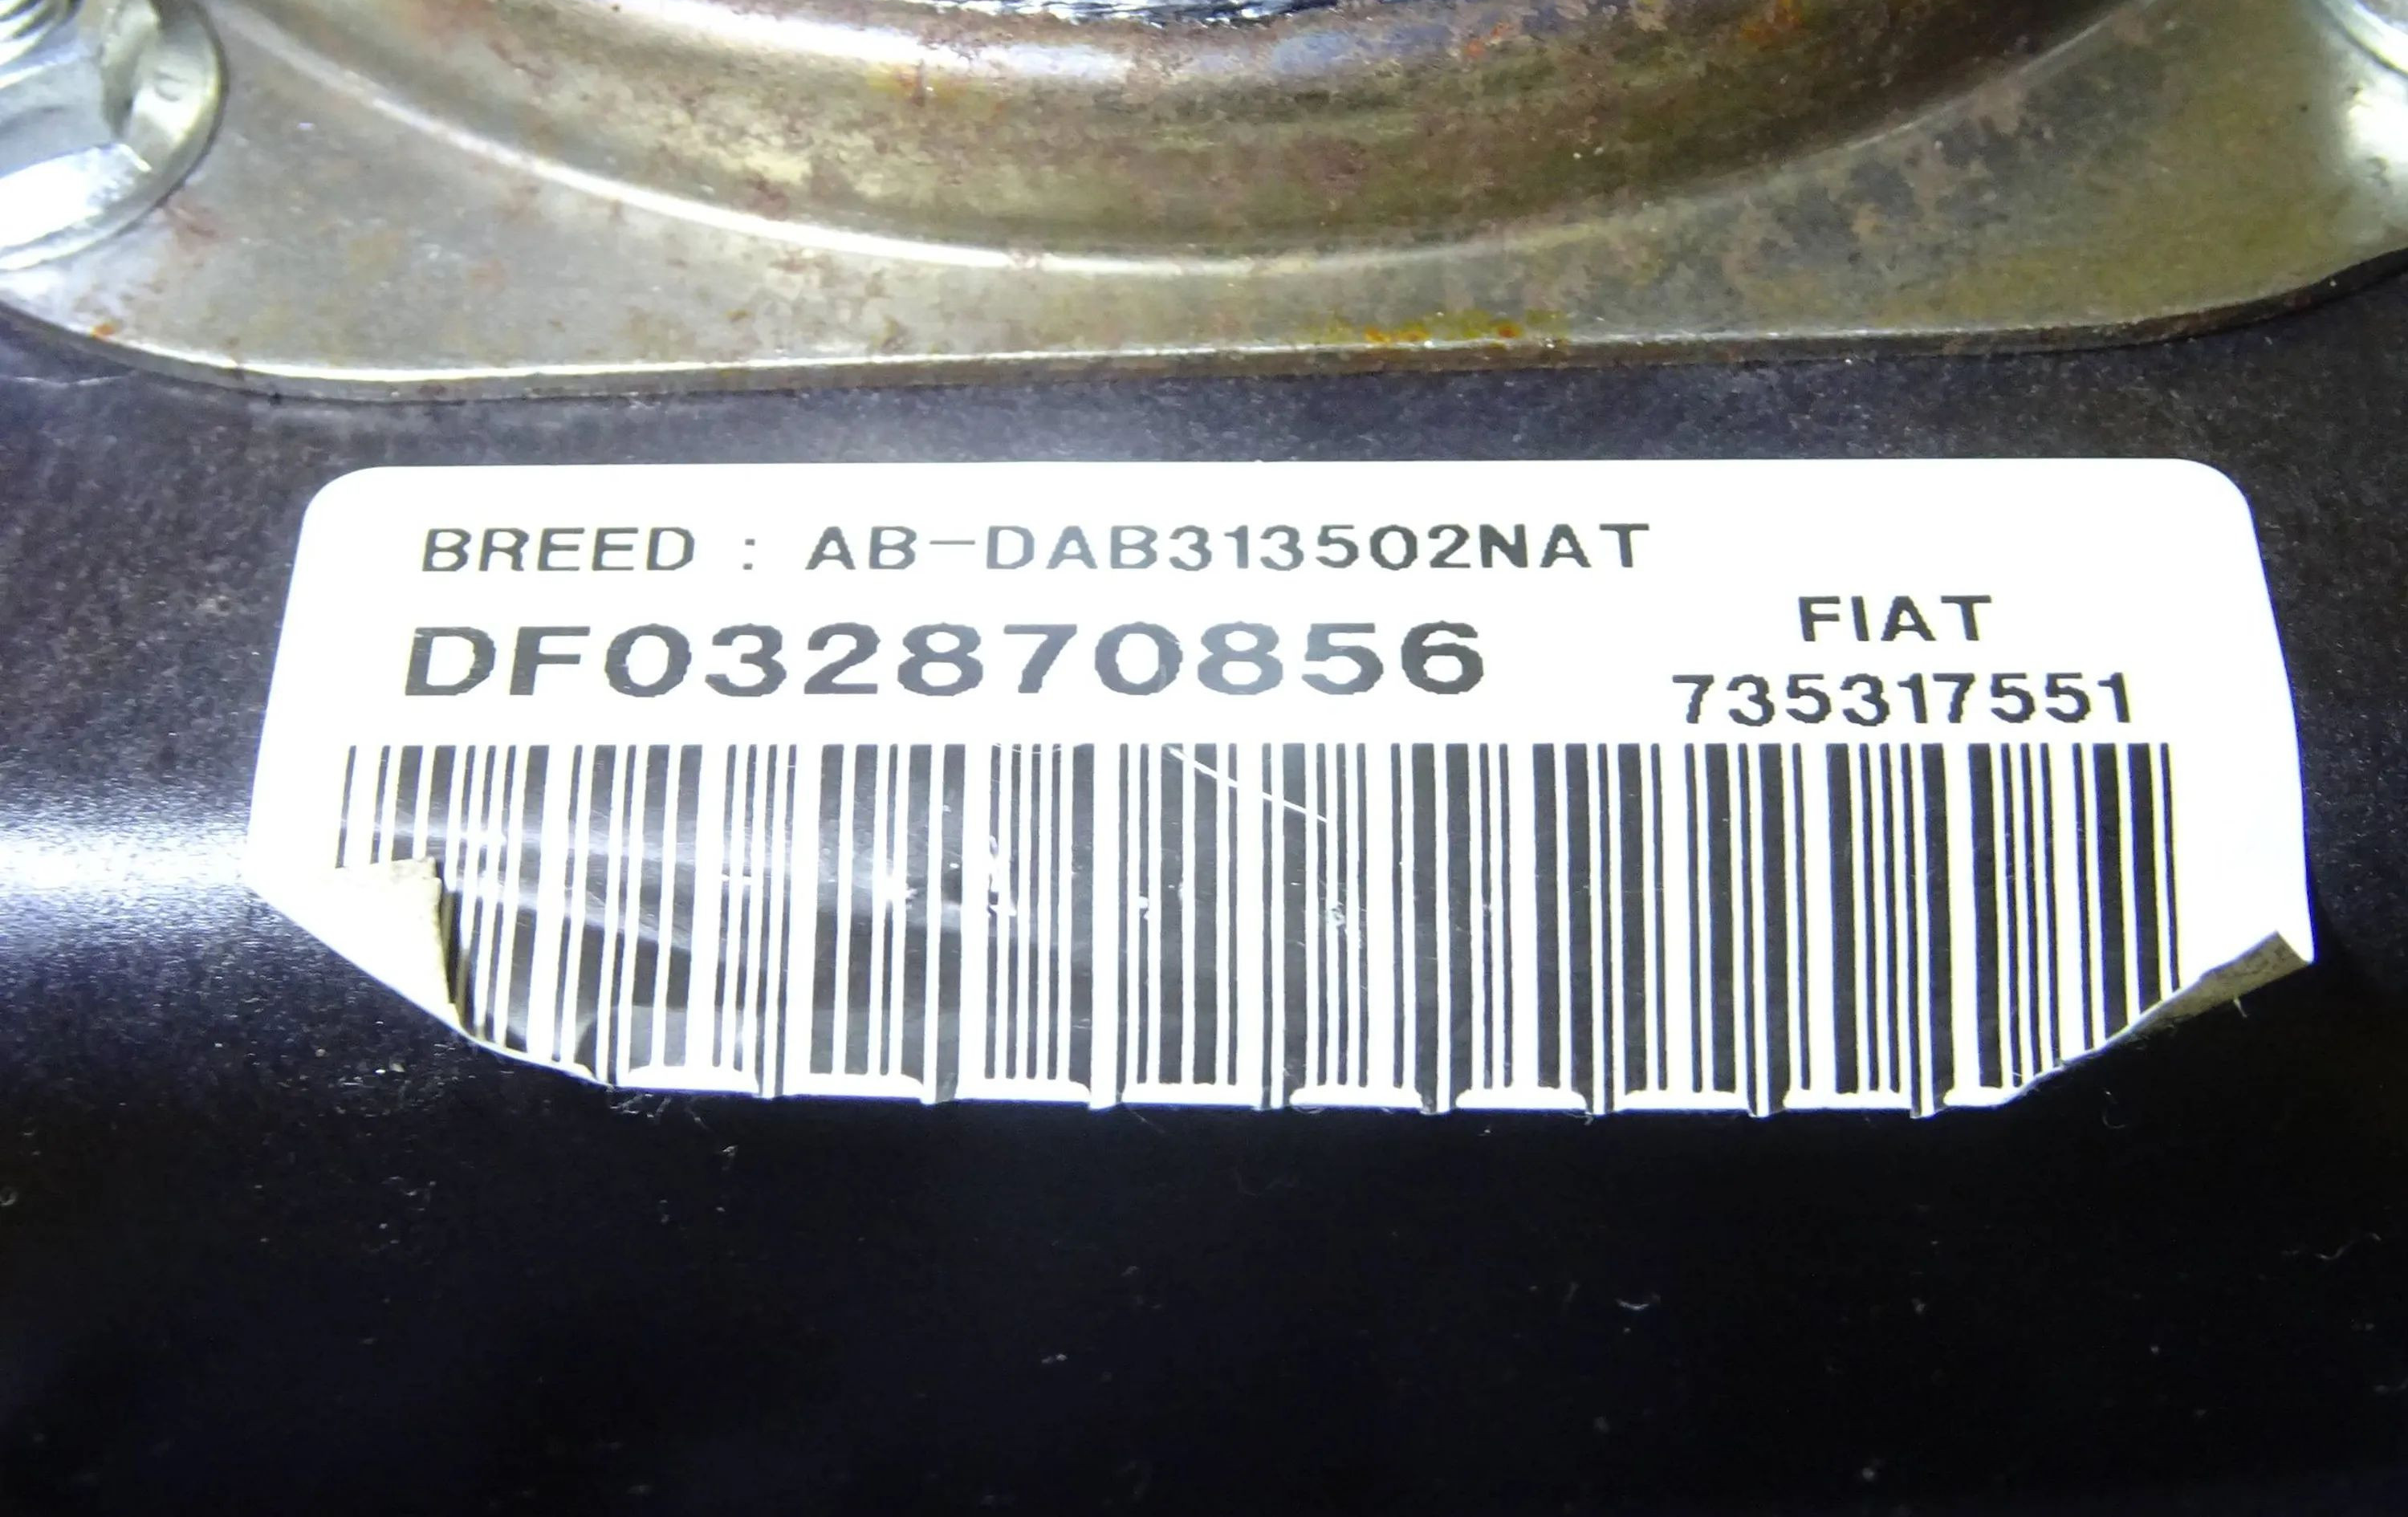 BREED : AB-DAB313502NAT
DF032870856
FIAT
735317551